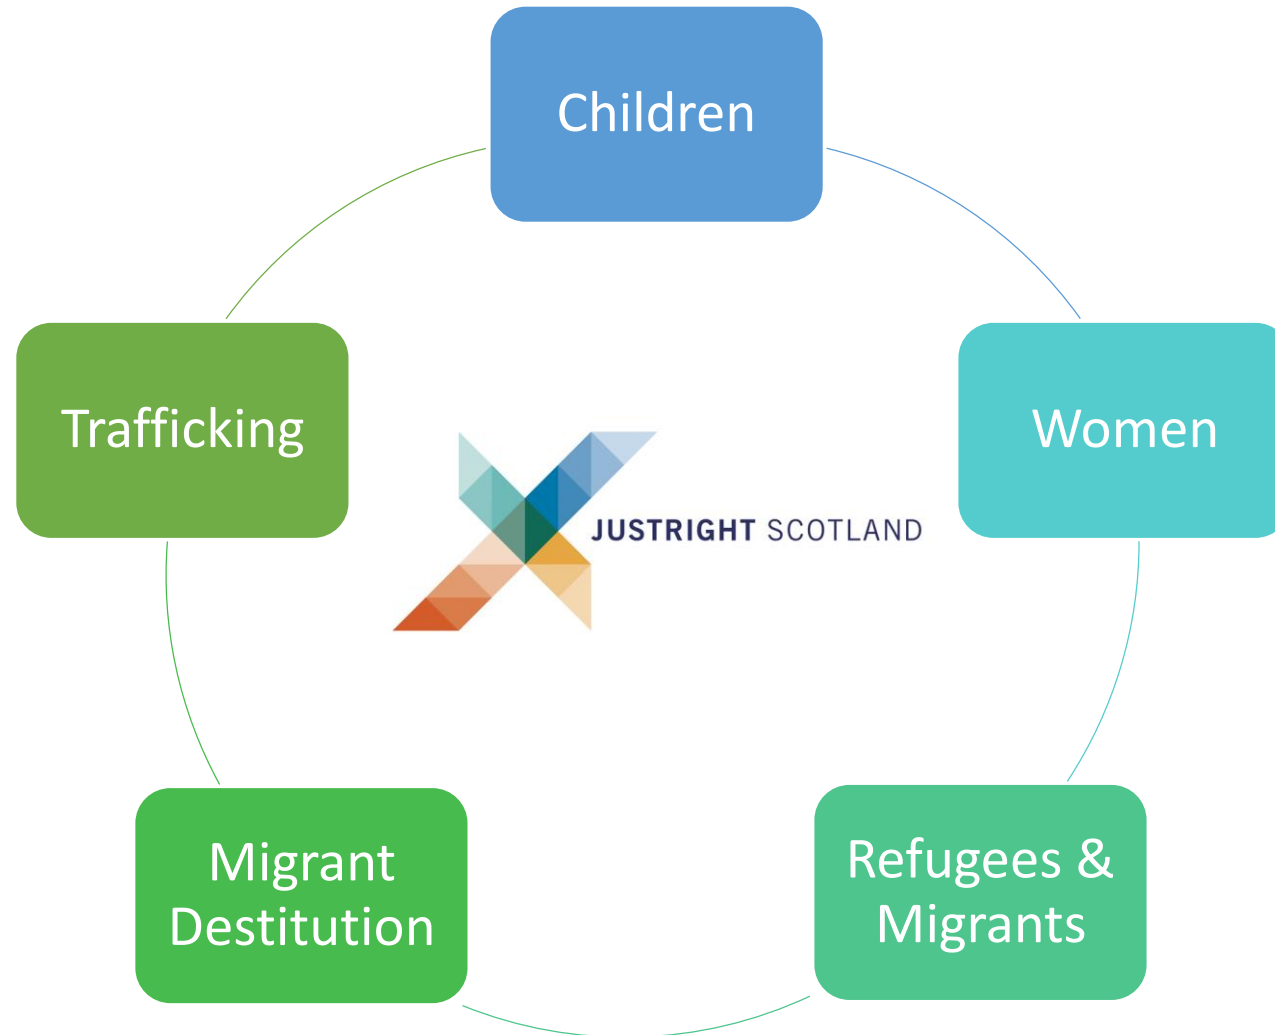 Children
Trafficking
Women
JUSTRIGHT SCOTLAND
Migrant
Destitution
Refugees &
Migrants